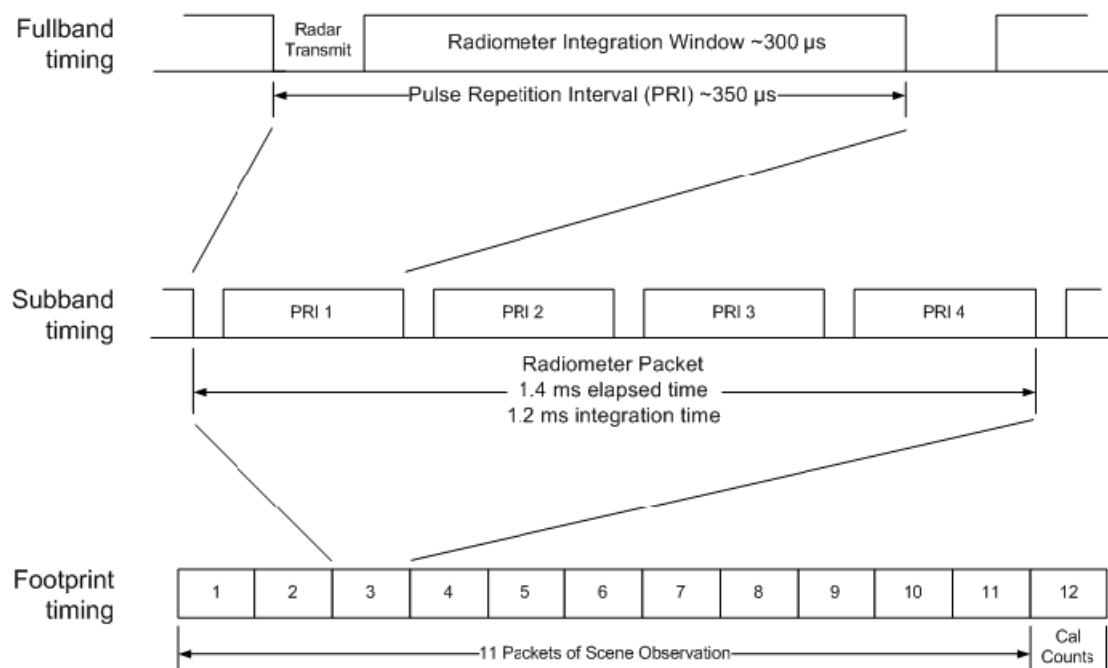 Fullband
timing
Radar
Transmit
Radiometer Integration Window ~300 µs
Pulse Repetition Interval (PRI) ~350 µs
Subband
timing
PRI 1
PRI 2
PRI 3
PRI 4
Radiometer Packet
1.4 ms elapsed time
1.2 ms integration time
Footprint
timing
1
2
3
4
5
6
7
8
9
10
11
12
11 Packets of Scene Observation
Cal
Counts